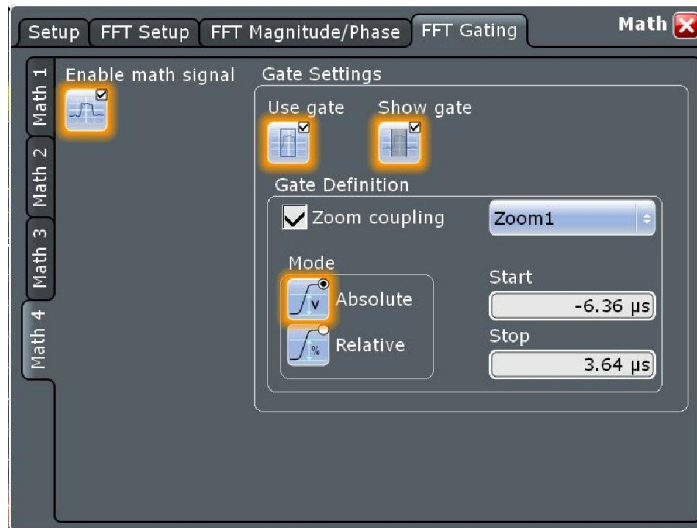 Setup FFT Setup FFT Magnitude/Phase FFT Gating Math
Math 1
Math 2
Math 3
Math 4
Enable math signal
Gate Settings
Use gate Show gate
Gate Definition
Zoom coupling Zoom1
Mode
V Absolute
% Relative
Start
-6.36 µs
Stop
3.64 µs